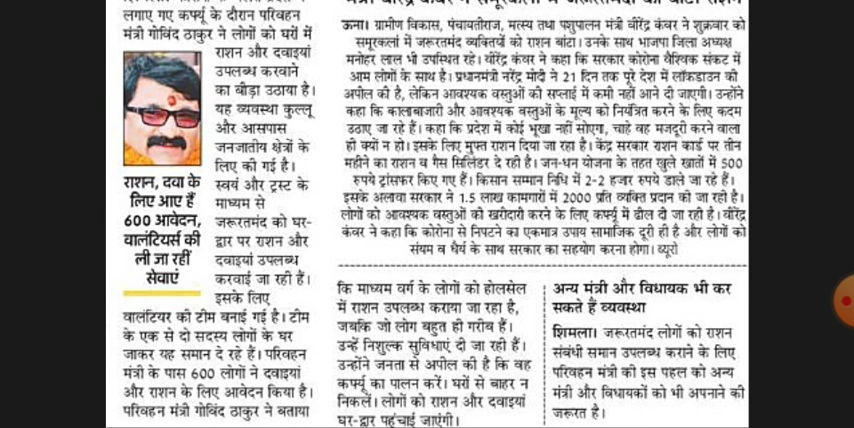 लगाए गए कर्फ्यू के दौरान परिवहन
मंत्री गोविंद ठाकुर ने लोगों को घरों में
राशन और दवाइयां
उपलब्ध करवाने
का बीड़ा उठाया है।
यह व्यवस्था कुल्लू
और आसपास
जनजातीय क्षेत्रों के
लिए की गई है।
स्वयं और ट्रस्ट के
माध्यम से
जरूरतमंद को घर-
द्वार पर राशन और
दवाइयां उपलब्ध
करवाई जा रही हैं।
इसके लिए
वालंटियर की टीम बनाई गई है। टीम
के एक से दो सदस्य लोगों के घर
जाकर यह समान दे रहे हैं। परिवहन
मंत्री के पास 600 लोगों ने दवाइयां
और राशन के लिए आवेदन किया है।
परिवहन मंत्री गोविंद ठाकुर ने बताया
राशन, दवा के
लिए आए हैं
600 आवेदन,
वालंटियर्स की
ली जा रहीं
सेवाएं
ऊना। ग्रामीण विकास, पंचायतीराज, मत्स्य तथा पशुपालन मंत्री वीरेंद्र कंवर ने शुक्रवार को
समूरकलां में जरूरतमंद व्यक्तियों को राशन बांटा। उनके साथ भाजपा जिला अध्यक्ष
मनोहर लाल भी उपस्थित रहे। वीरेंद्र कंवर ने कहा कि सरकार कोरोना वैश्विक संकट में
आम लोगों के साथ है। प्रधानमंत्री नरेंद्र मोदी ने 21 दिन तक पूरे देश में लॉकडाउन की
अपील की है, लेकिन आवश्यक वस्तुओं की सप्लाई में कमी नहीं आने दी जाएगी। उन्होंने
कहा कि कालाबाजारी और आवश्यक वस्तुओं के मूल्य को नियंत्रित करने के लिए कदम
उठाए जा रहे हैं। कहा कि प्रदेश में कोई भूखा नहीं सोएगा, चाहे वह मजदूरी करने वाला
ही क्यों न हो। इसके लिए मुफ्त राशन दिया जा रहा है। केंद्र सरकार राशन कार्ड पर तीन
महीने का राशन व गैस सिलिंडर दे रही है। जन-धन योजना के तहत खुले खातों में 500
रुपये ट्रांसफर किए गए हैं। किसान सम्मान निधि में 2-2 हजार रुपये डाले जा रहे हैं।
इसके अलावा सरकार ने 1.5 लाख कामगारों में 2000 प्रति व्यक्ति प्रदान की जा रही है।
लोगों को आवश्यक वस्तुओं की खरीदारी करने के लिए कर्फ्यू में ढील दी जा रही है। वीरेंद्र
कंवर ने कहा कि कोरोना से निपटने का एकमात्र उपाय सामाजिक दूरी ही है और लोगों को
संयम व धैर्य के साथ सरकार का सहयोग करना होगा। ब्यूरो
कि माध्यम वर्ग के लोगों को होलसेल
में राशन उपलब्ध कराया जा रहा है,
जबकि जो लोग बहुत ही गरीब हैं।
उन्हें निशुल्क सुविधाएं दी जा रही हैं।
उन्होंने जनता से अपील की है कि वह
कर्फ्यू का पालन करें। घरों से बाहर न
निकलें। लोगों को राशन और दवाइयां
घर-द्वार पहुंचाई जाएंगी।
अन्य मंत्री और विधायक भी कर
सकते हैं व्यवस्था
शिमला। जरूरतमंद लोगों को राशन
संबंधी समान उपलब्ध कराने के लिए
परिवहन मंत्री की इस पहल को अन्य
मंत्री और विधायकों को भी अपनाने की
जरूरत है।